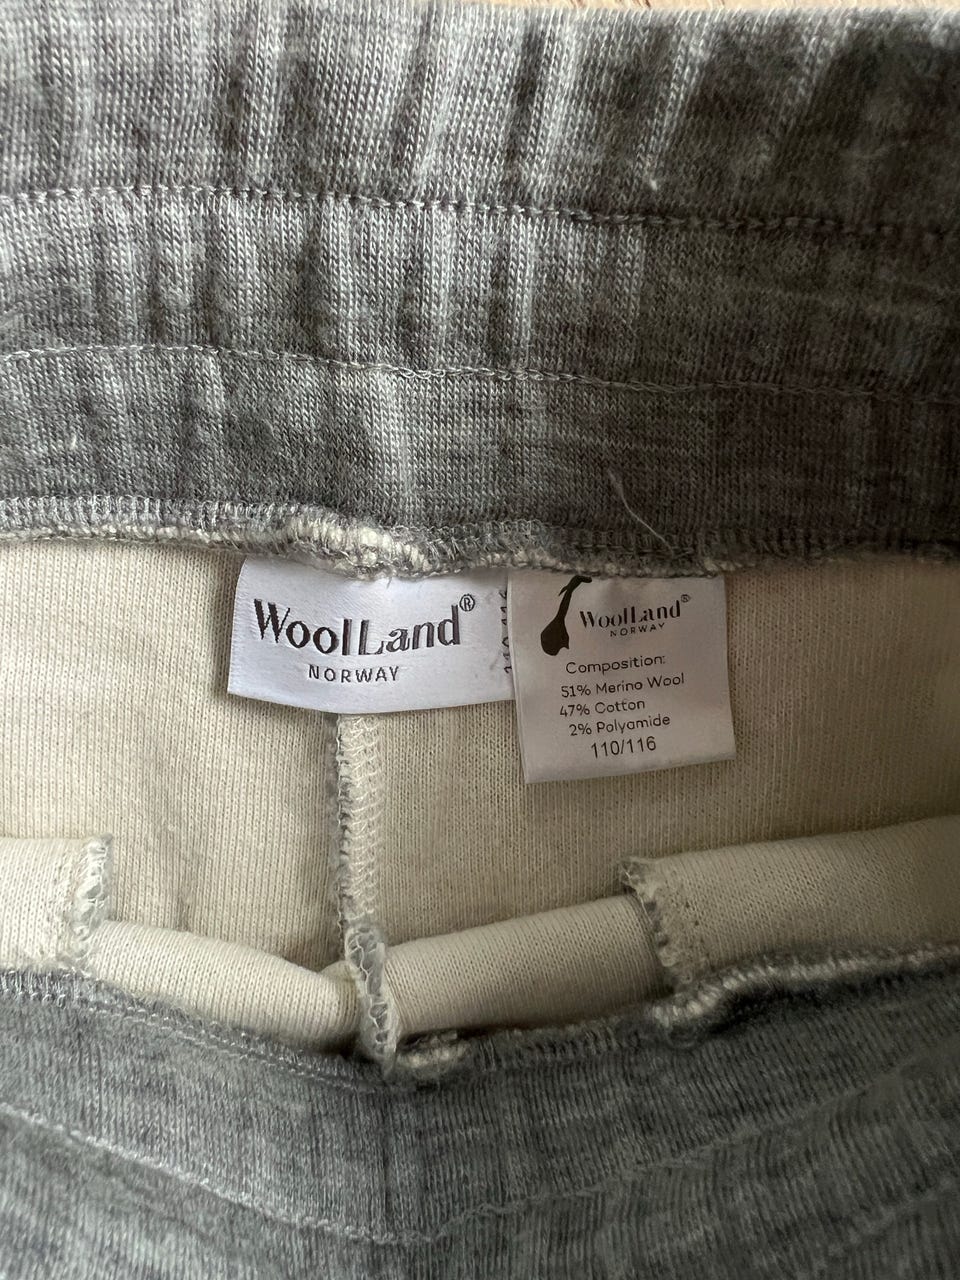 WoolLand®
NORWAY
WoolLand®
NORWAY
Composition:
51% Merino Wool
47% Cotton
2% Polyamide
110/116